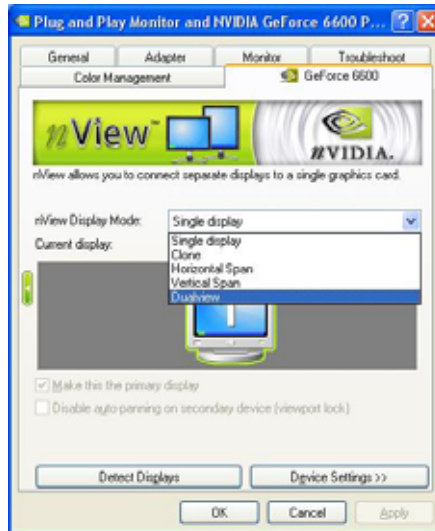 Plug and Play Monitor and NVIDIA GeForce 6600 P...
General Adapter Monitor Troubleshoot
Color Management GeForce 6600
nView™
NVIDIA.
nView allows you to connect separate displays to a single graphics card.
nView Display Mode: Single display
Current display: Single display
Clone
Horizontal Span
Vertical Span
Dualview
1
Make this the primary display
Disable auto-panning on secondary device (viewport lock)
Detect Displays Device Settings >>
OK Cancel Apply